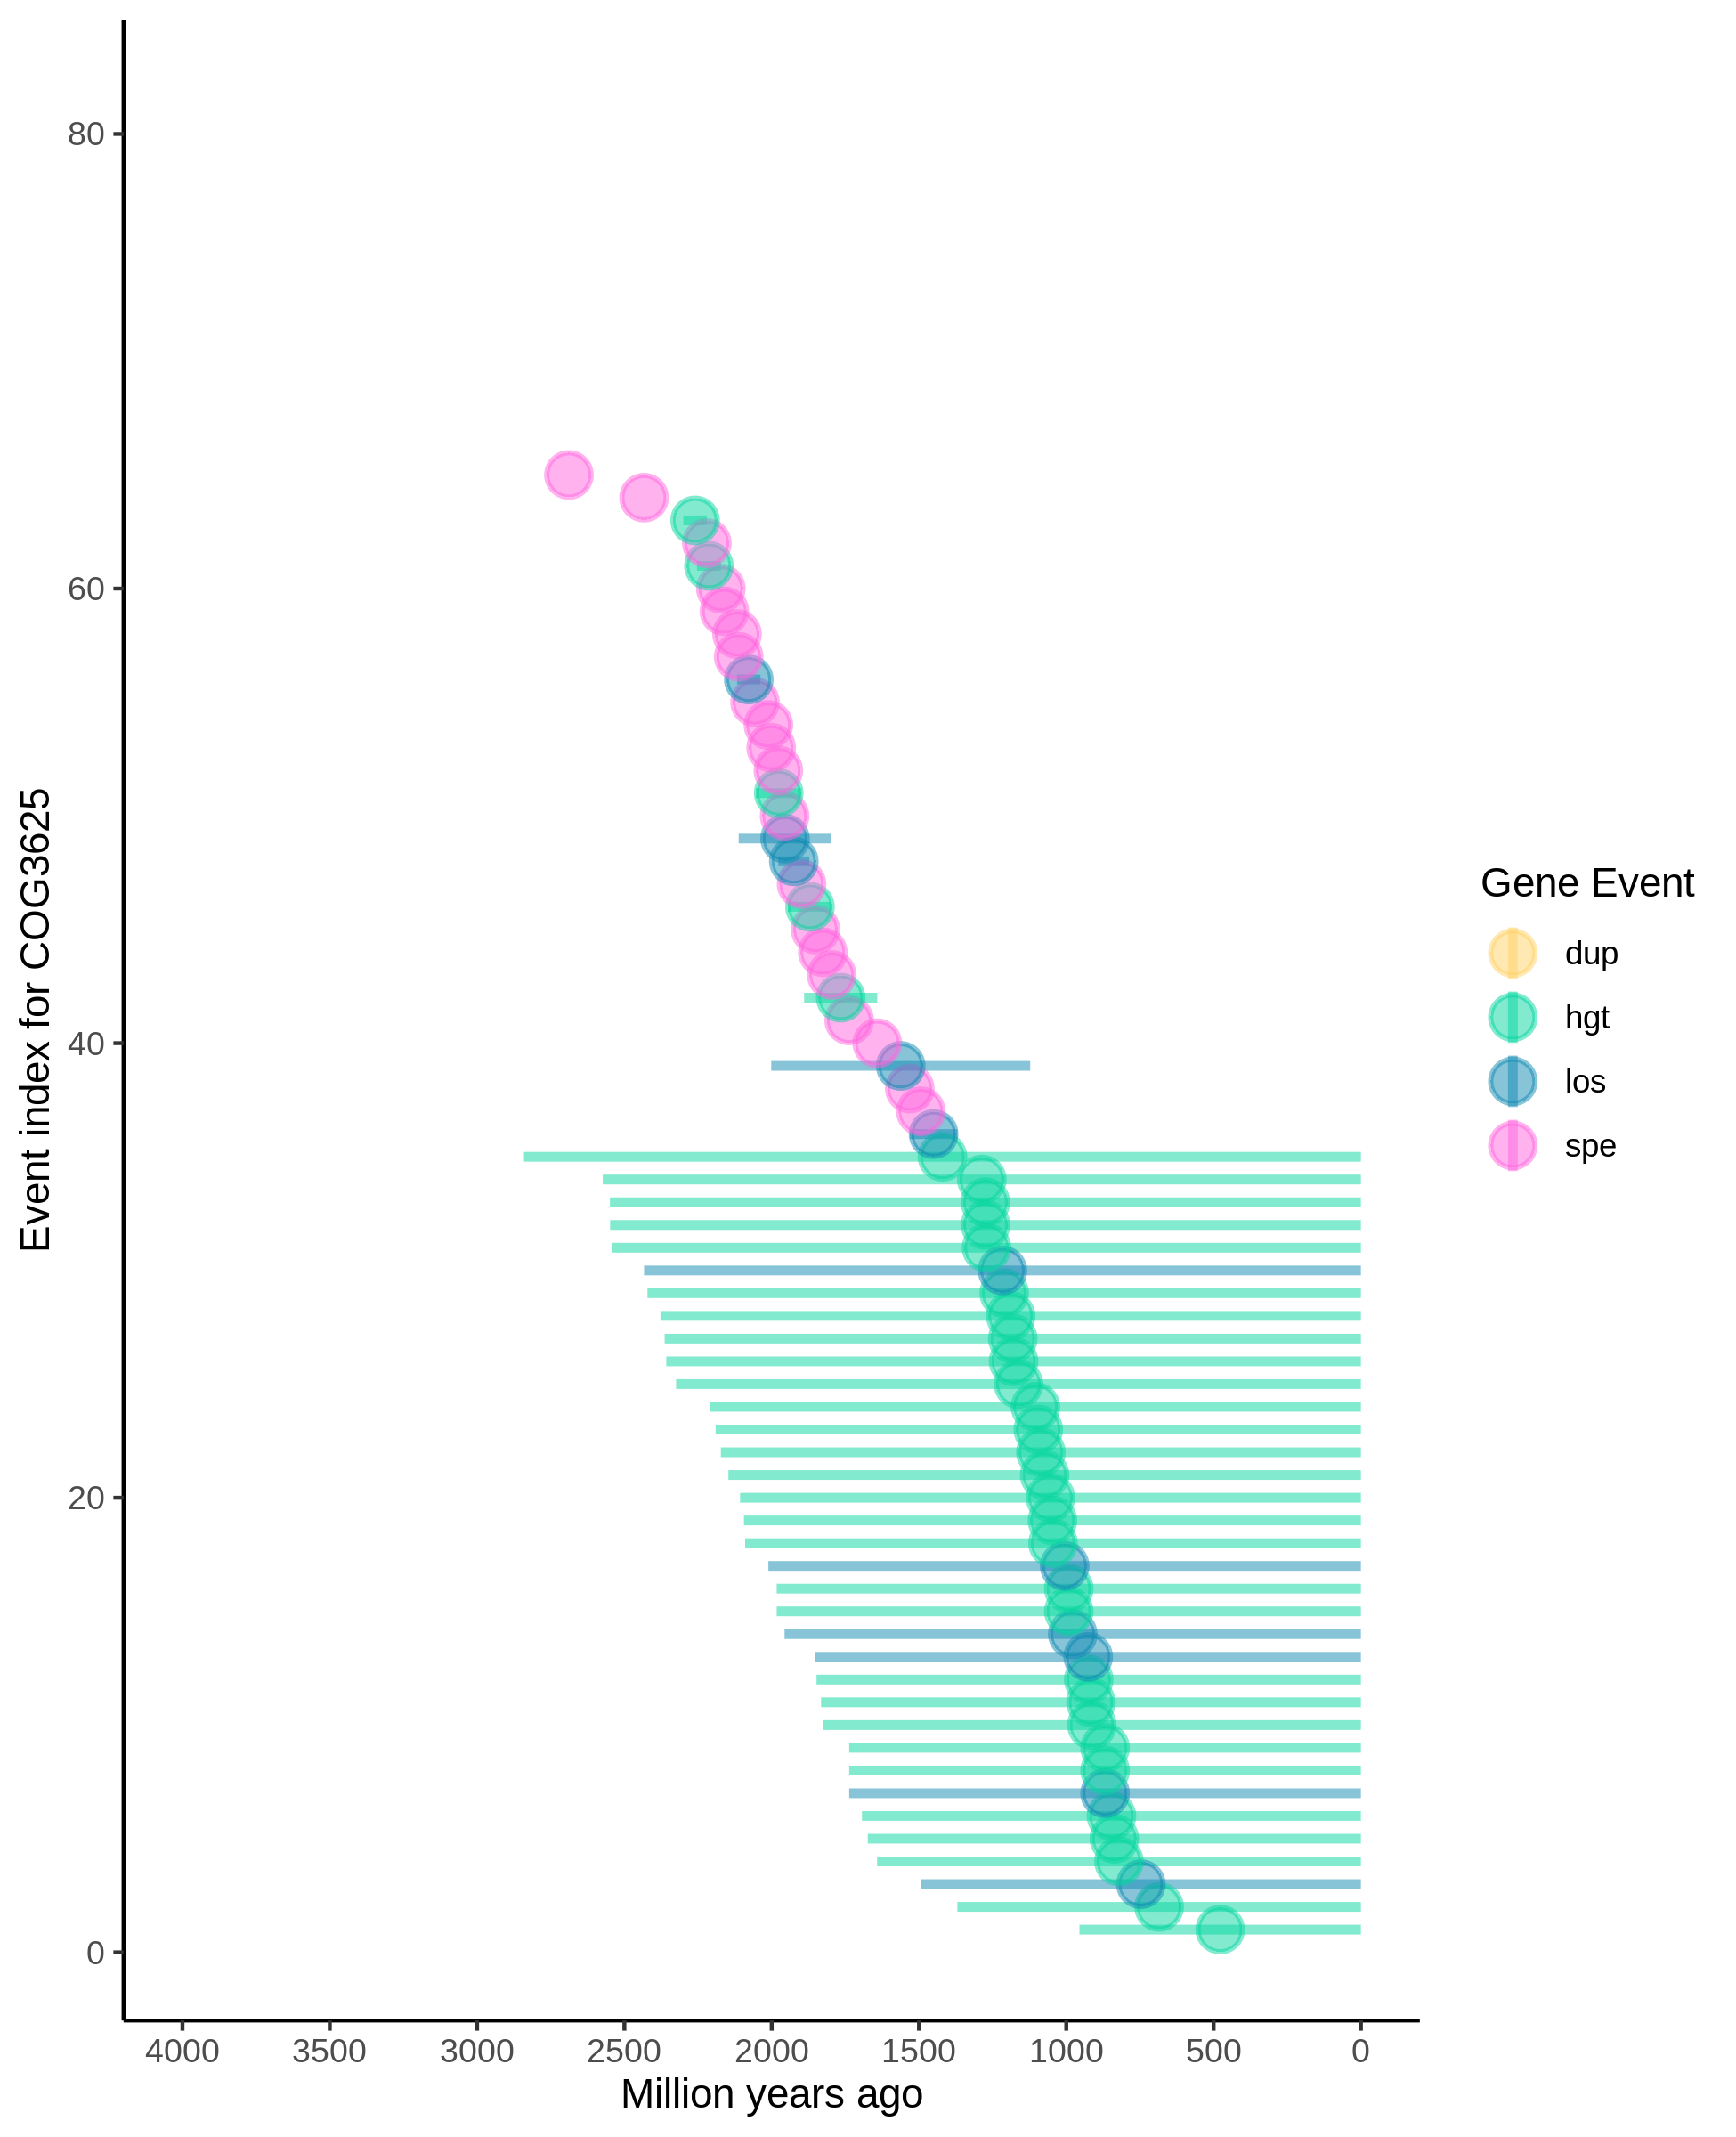 80
60
40
20
0
Event index for COG3625
4000 3500 3000 2500 2000 1500 1000 500 0
Million years ago
Gene Event
dup
hgt
los
spe